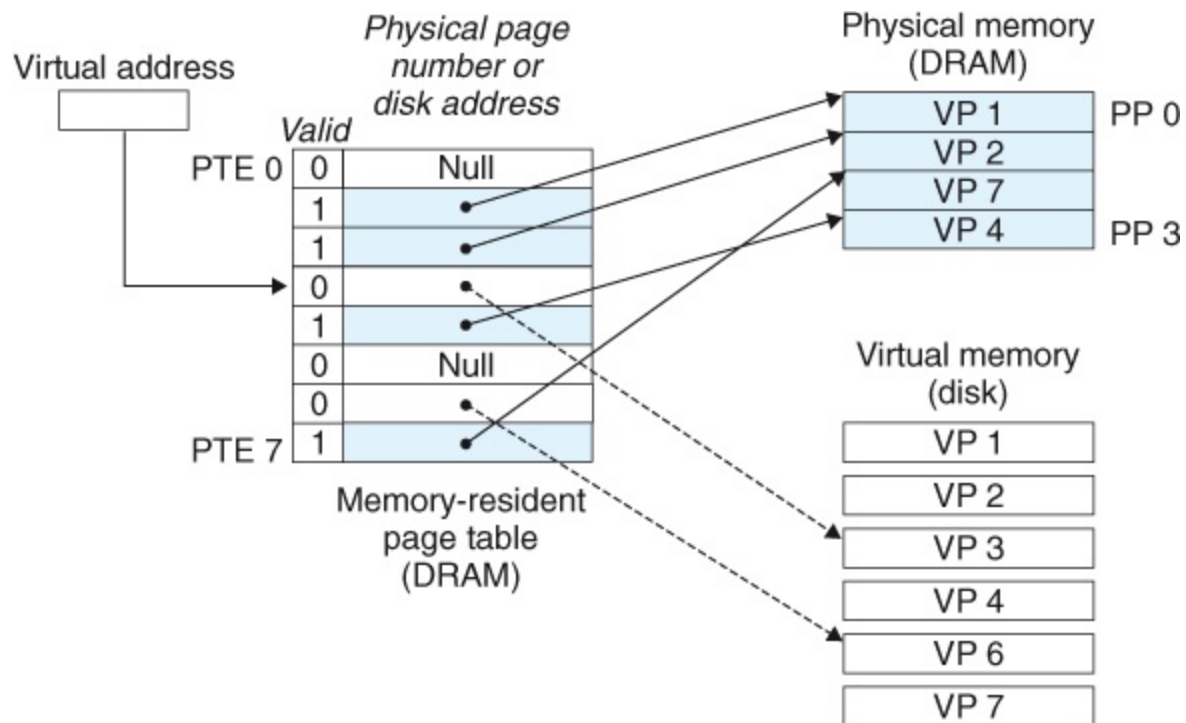 Virtual address
Physical page
number or
disk address
Valid
PTE 0
0 Null
1
1
0
1
0 Null
0
PTE 7
1
Memory-resident
page table
(DRAM)
Physical memory
(DRAM)
VP 1
PP 0
VP 2
VP 7
VP 4
PP 3
Virtual memory
(disk)
VP 1
VP 2
VP 3
VP 4
VP 6
VP 7